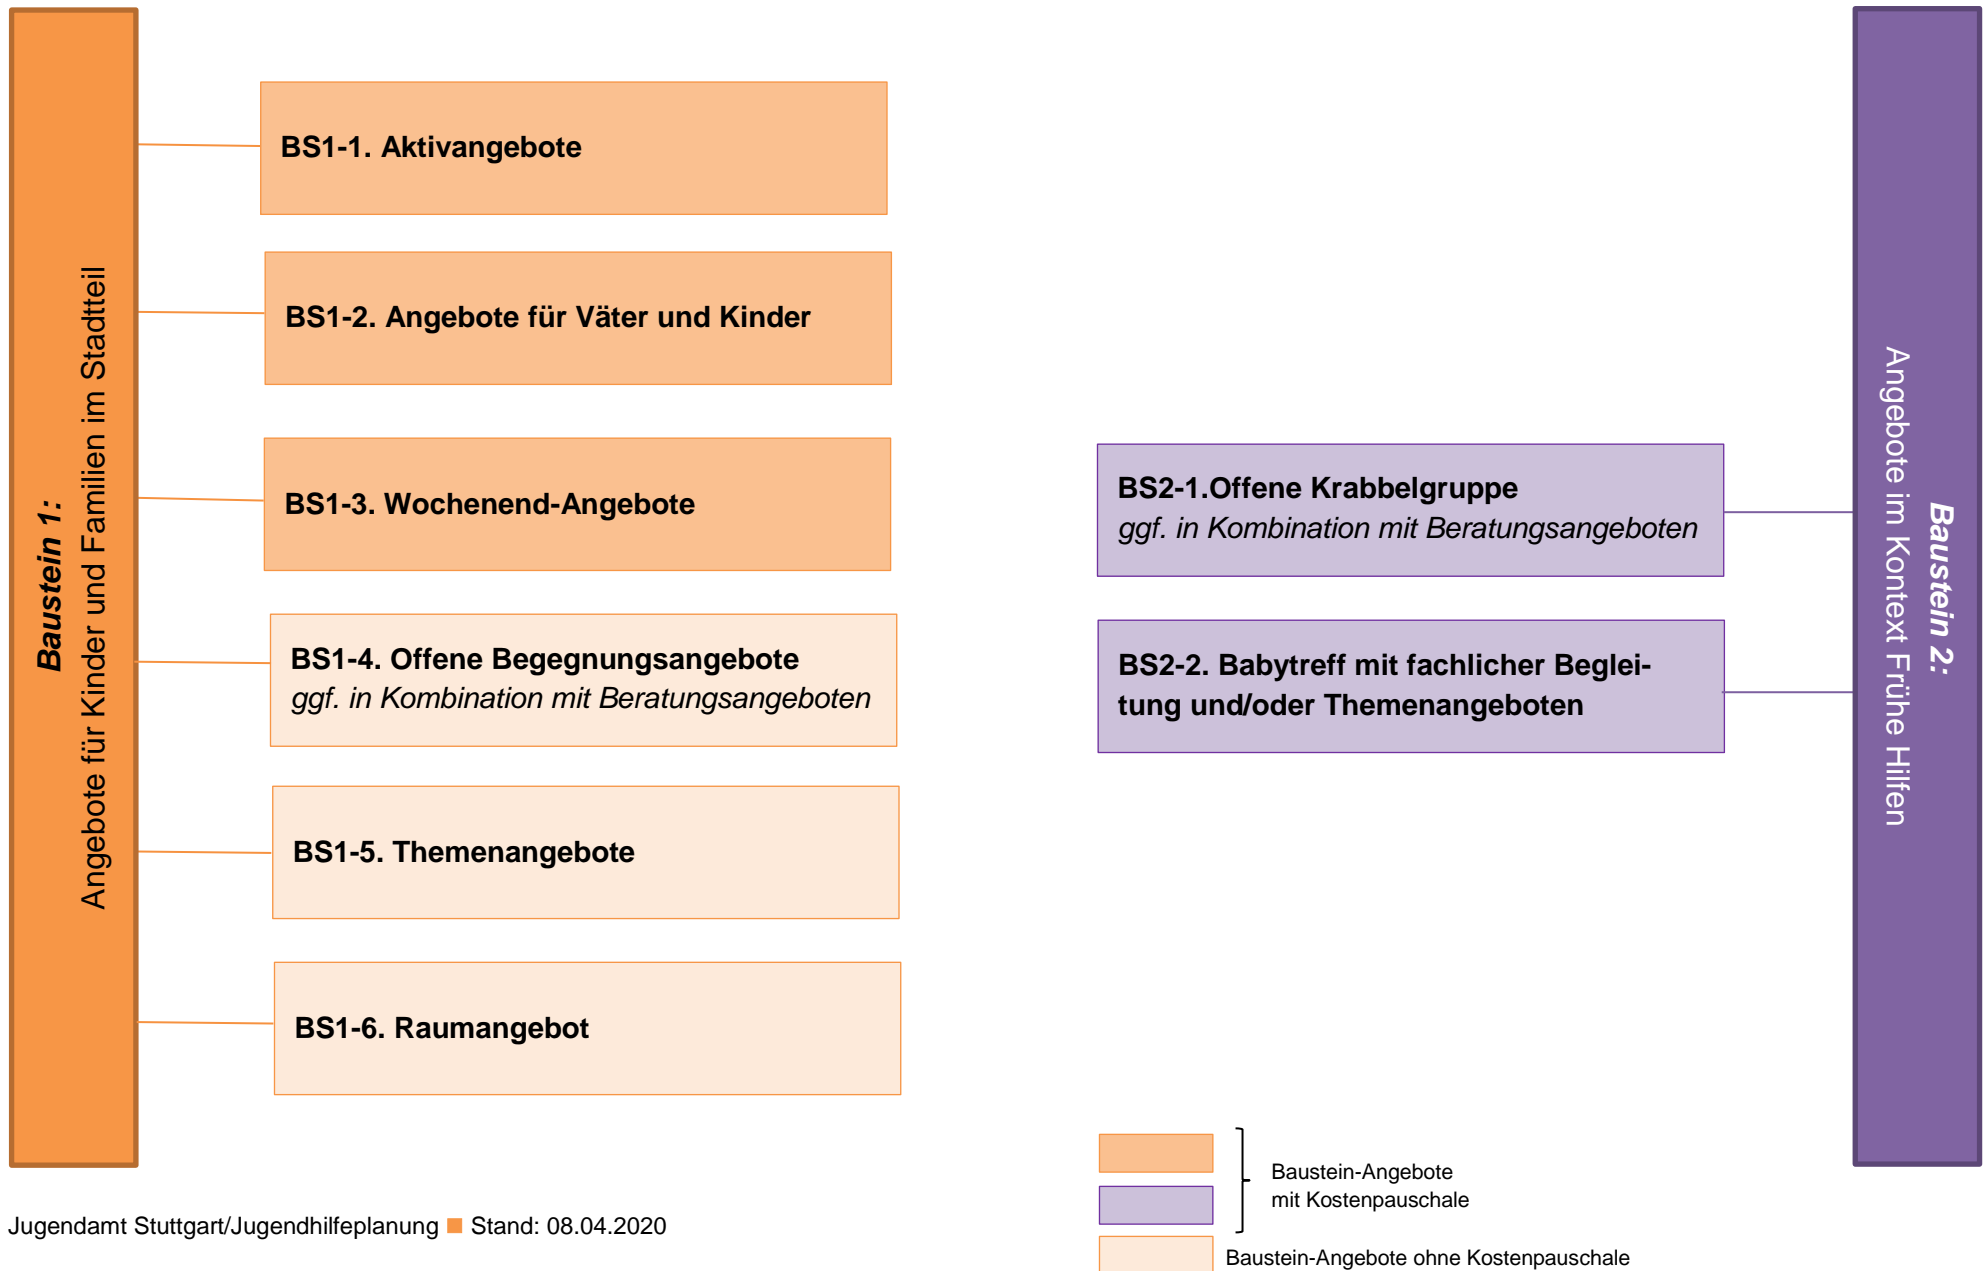 Baustein 1:
Angebote für Kinder und Familien im Stadtteil
BS1-1. Aktivangebote
BS1-2. Angebote für Väter und Kinder
BS1-3. Wochenend-Angebote
BS1-4. Offene Begegnungsangebote
ggf. in Kombination mit Beratungsangeboten
BS1-5. Themenangebote
BS1-6. Raumangebot
BS2-1.Offene Krabbelgruppe
ggf. in Kombination mit Beratungsangeboten
BS2-2. Babytreff mit fachlicher Beglei-
tung und/oder Themenangeboten
Baustein 2:
Angebote im Kontext Frühe Hilfen
Baustein-Angebote
mit Kostenpauschale
Baustein-Angebote ohne Kostenpauschale
Jugendamt Stuttgart/Jugendhilfeplanung ■ Stand: 08.04.2020